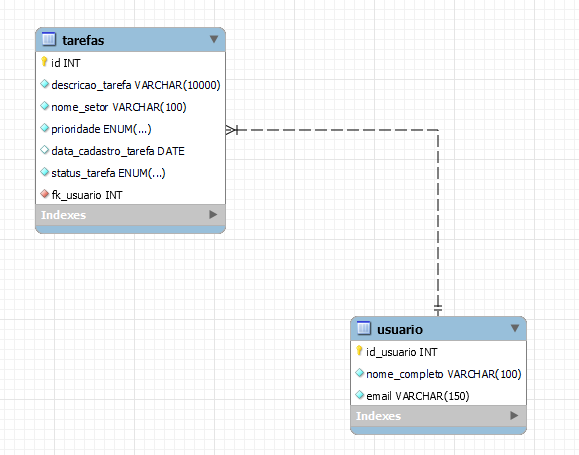 tarefas
id INT
descricao_tarefa VARCHAR(10000)
nome_setor VARCHAR(100)
prioridade ENUM(...)
data_cadastro_tarefa DATE
status_tarefa ENUM(...)
fk_usuario INT
Indexes
usuario
id_usuario INT
nome_completo VARCHAR(100)
email VARCHAR(150)
Indexes